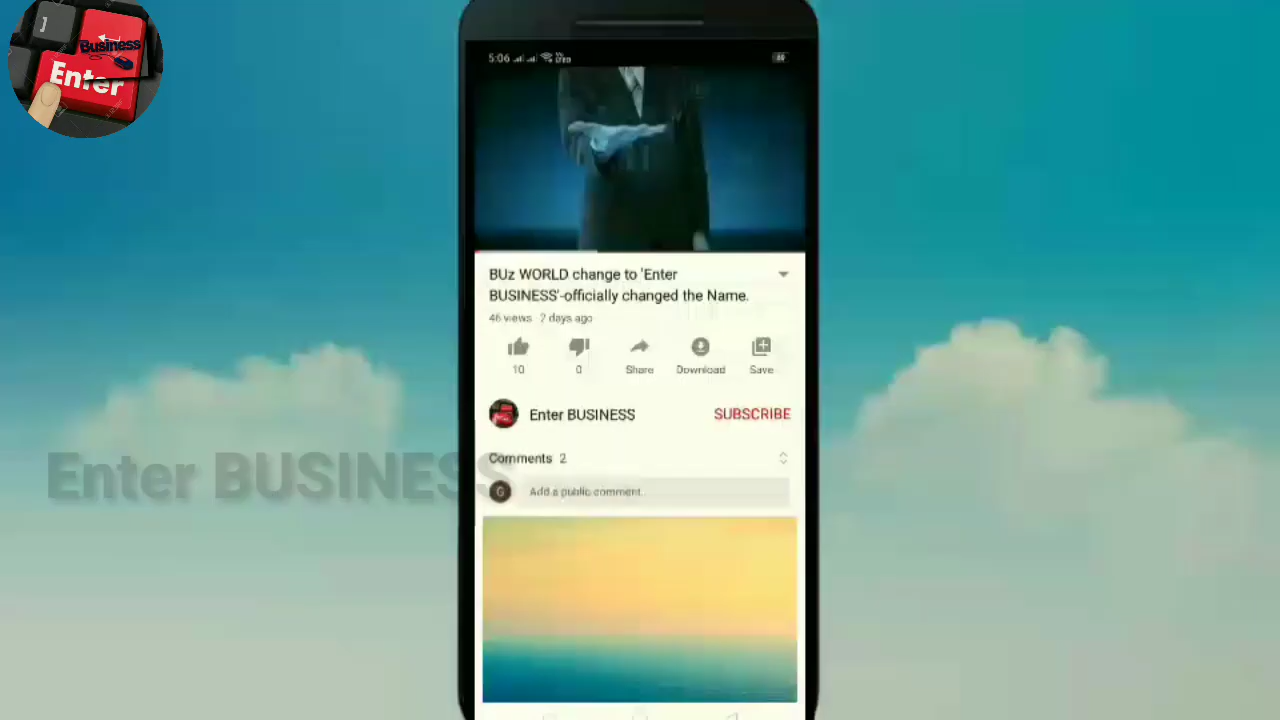 ]
Business
Enter
5:06
46
BUz WORLD change to 'Enter
BUSINESS'-officially changed the Name.
46 views · 2 days ago
10
0
Share
Download
Save
Enter BUSINESS
SUBSCRIBE
Comments 2
G
Add a public comment...
Enter BUSINESS